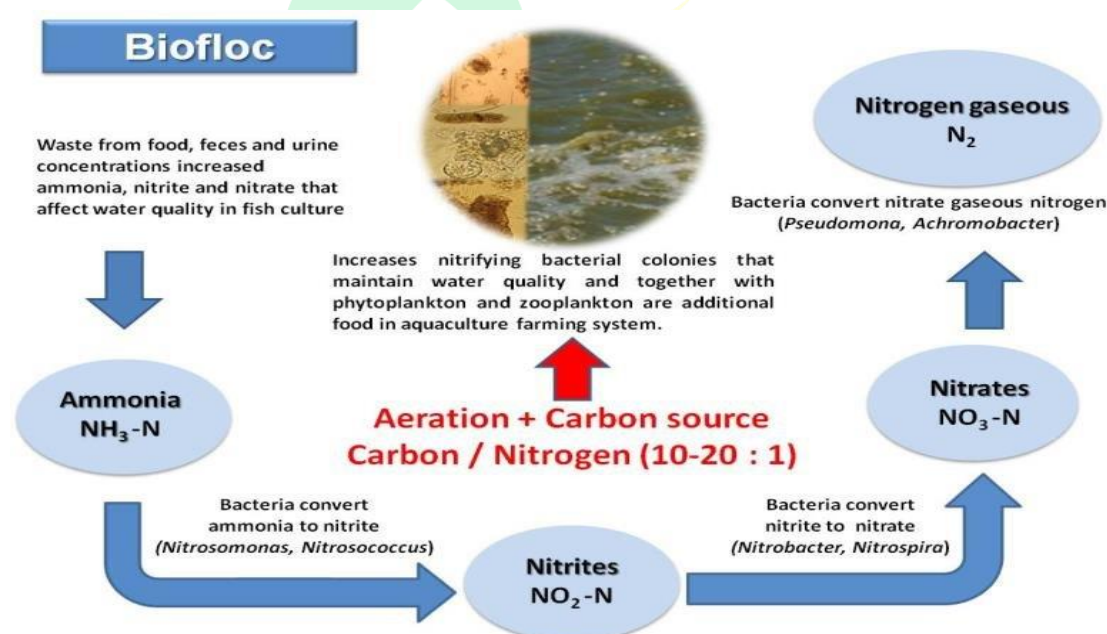 Biofloc
Waste from food, feces and urine
concentrations increased
ammonia, nitrite and nitrate that
affect water quality in fish culture
Ammonia
NH₃-N
Bacteria convert
ammonia to nitrite
(Nitrosomonas, Nitrosococcus)
Nitrites
NO₂-N
Bacteria convert
nitrite to nitrate
(Nitrobacter, Nitrospira)
Nitrates
NO₃-N
Bacteria convert nitrate gaseous nitrogen
(Pseudomona, Achromobacter)
Nitrogen gaseous
N₂
Increases nitrifying bacterial colonies that
maintain water quality and together with
phytoplankton and zooplankton are additional
food in aquaculture farming system.
Aeration + Carbon source
Carbon / Nitrogen (10-20 : 1)